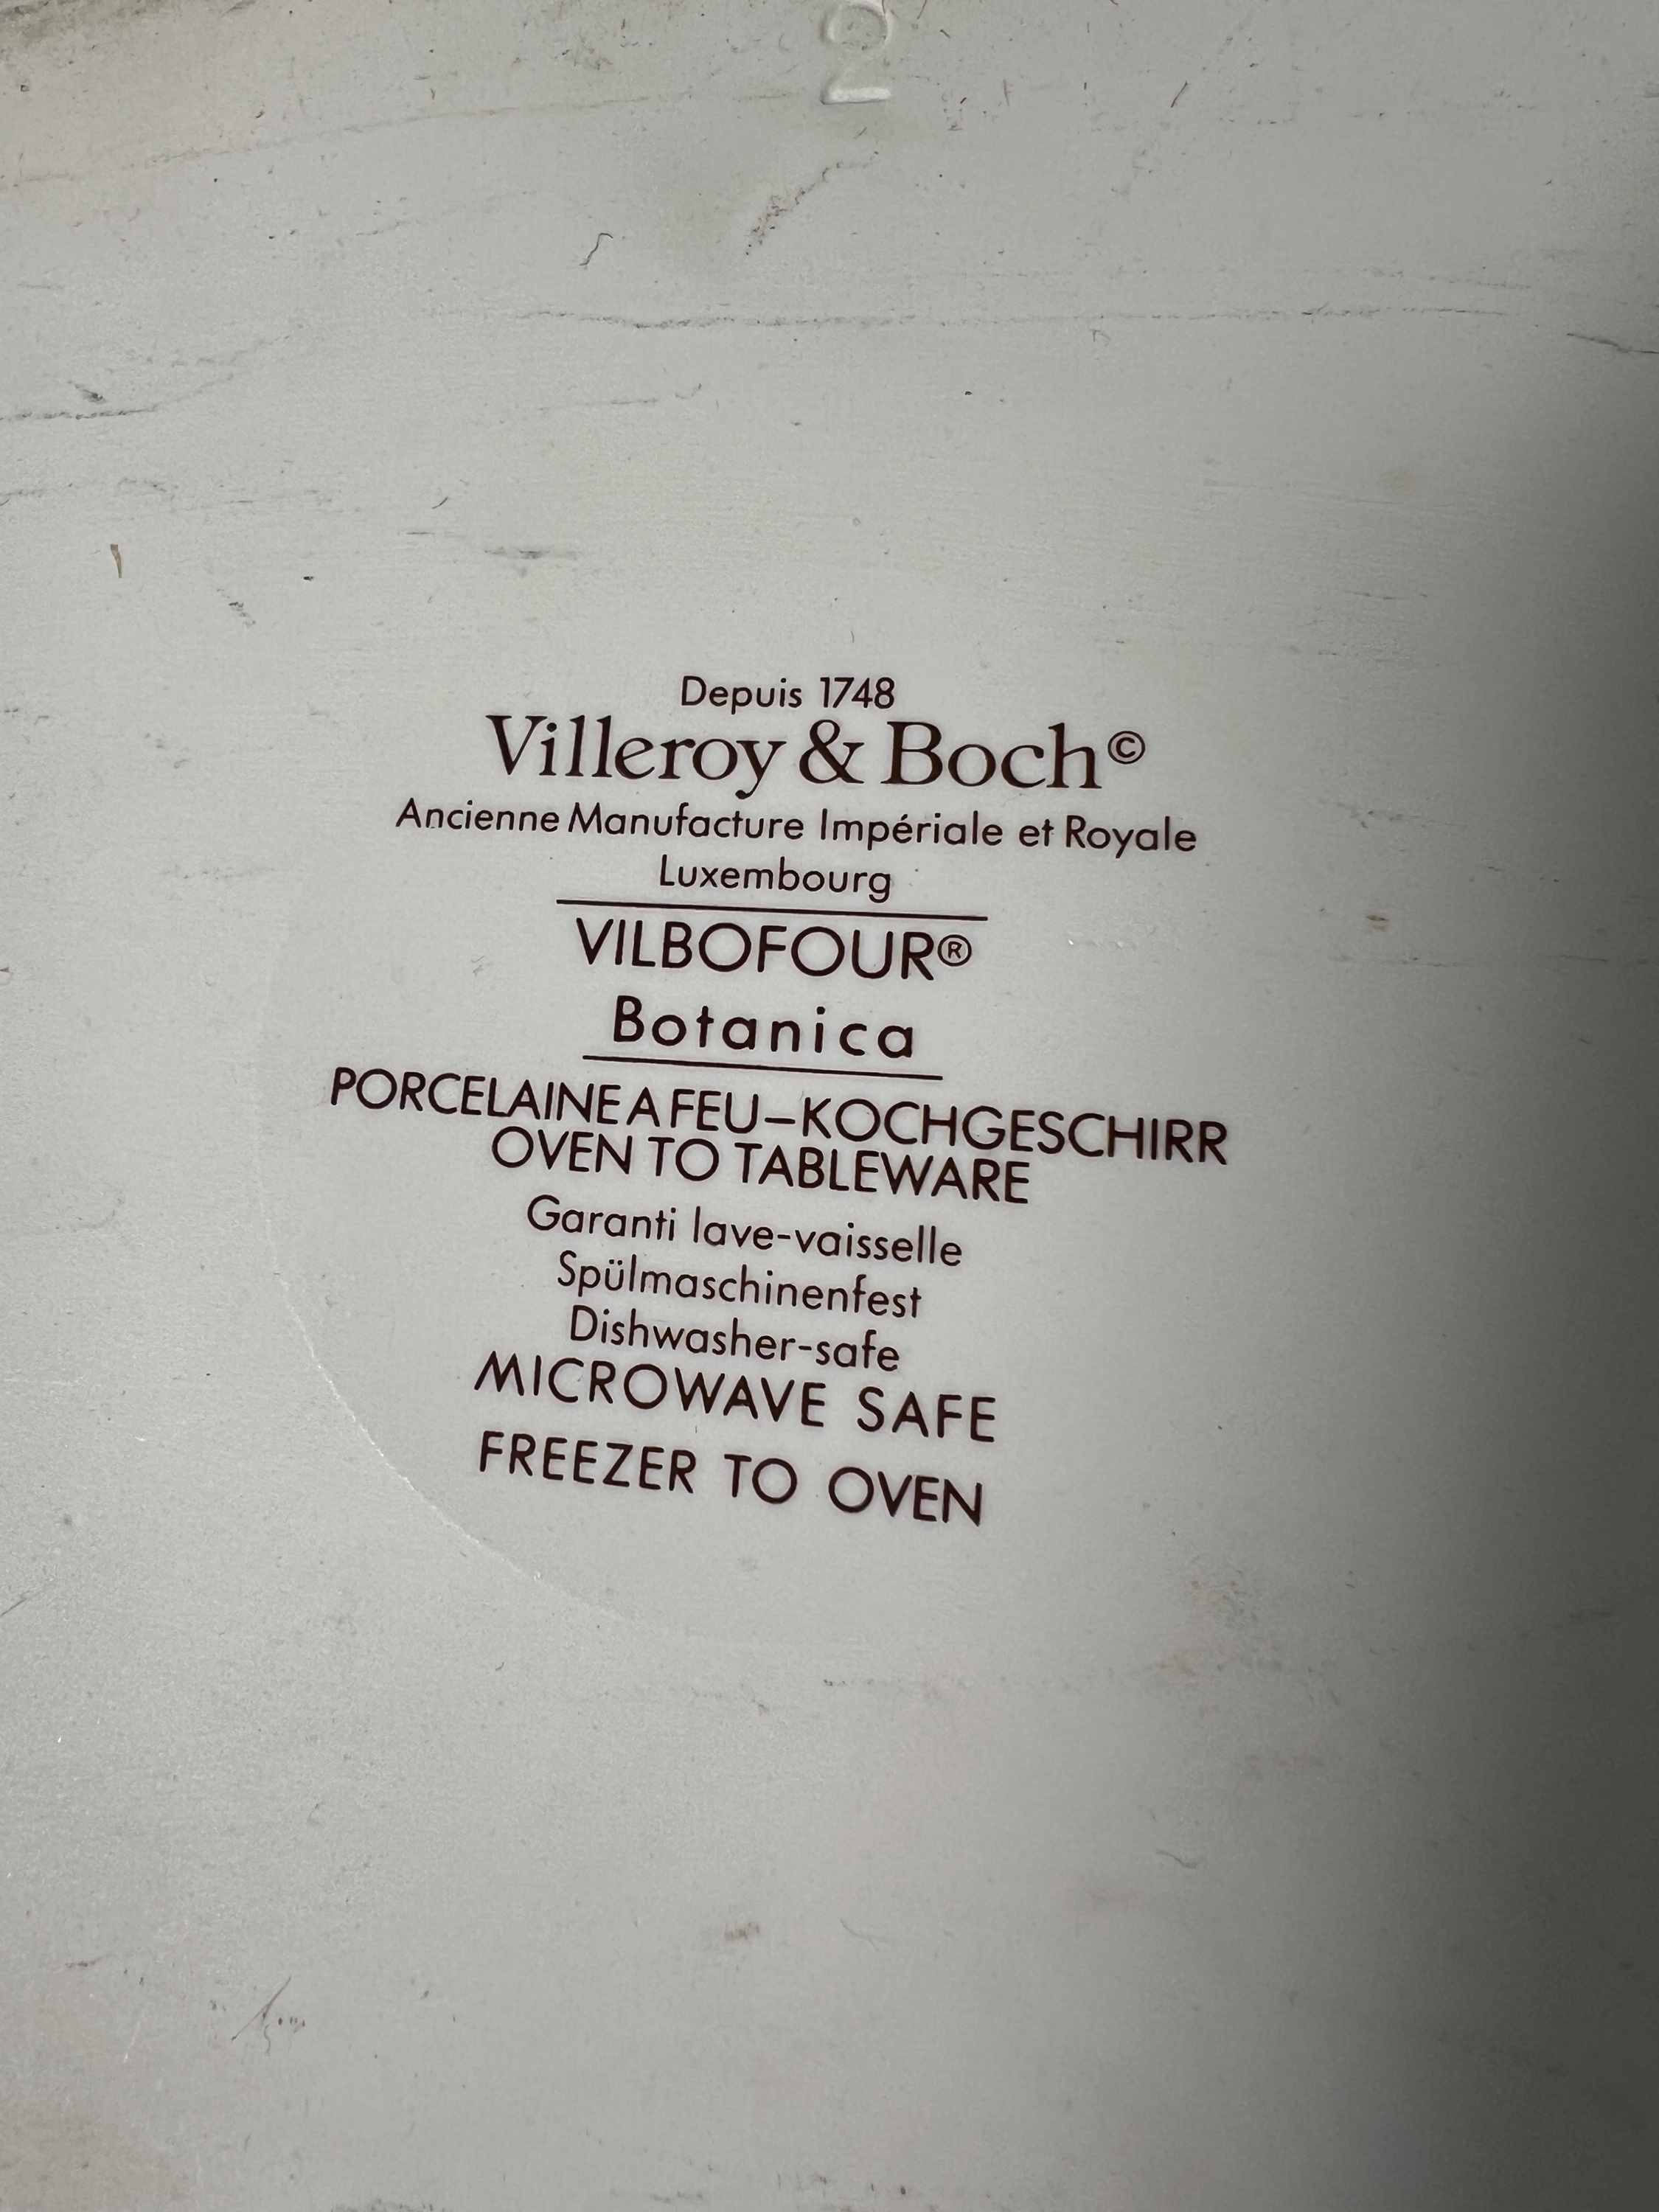 2
Depuis 1748
Villeroy & Boch©
Ancienne Manufacture Impériale et Royale
Luxembourg
VILBOFOUR®
Botanica
PORCELAINE A FEU–KOCHGESCHIRR
OVEN TO TABLEWARE
Garanti lave-vaisselle
Spülmaschinenfest
Dishwasher-safe
MICROWAVE SAFE
FREEZER TO OVEN